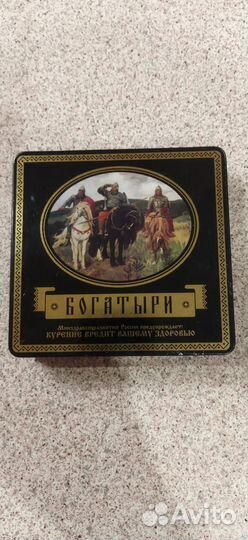 БОГАТЫРИ
Минздравсоцразвития России предупреждает:
КУРЕНИЕ ВРЕДИТ ВАШЕМУ ЗДОРОВЬЮ
Avito